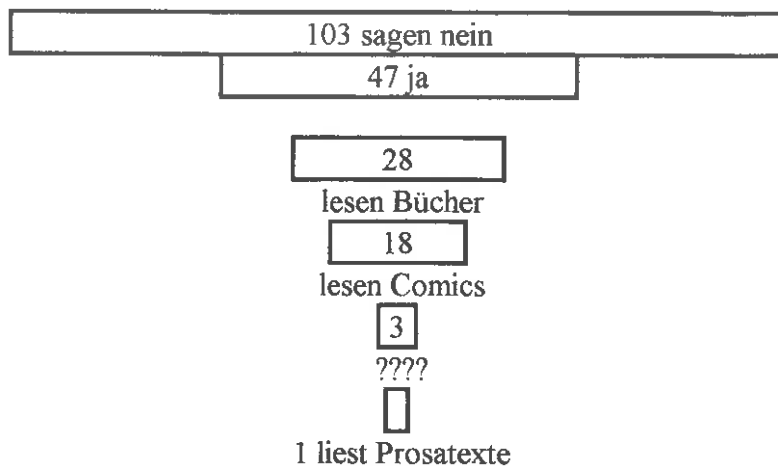 103 sagen nein
47 ja
28
lesen Bücher
18
lesen Comics
3
????
1 liest Prosatexte